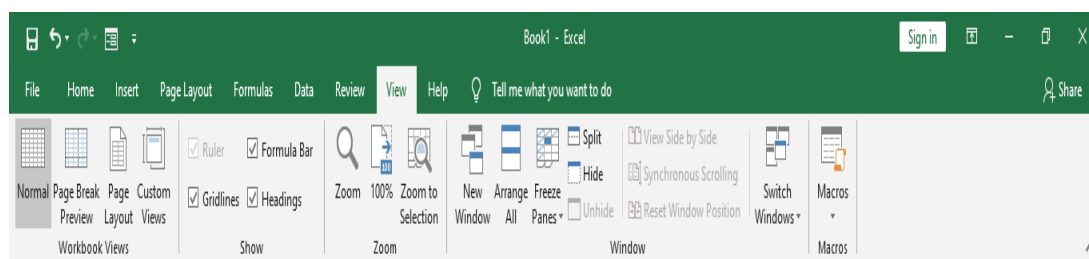 Book1 - Excel
Sign in
File Home Insert Page Layout Formulas Data Review View Help Tell me what you want to do Share
Normal
Page Break
Preview
Page
Layout
Custom
Views
Workbook Views
Ruler
Formula Bar
Gridlines
Headings
Show
Zoom
100%
Zoom to
Selection
Zoom
New
Window
Arrange
All
Freeze
Panes
Split
Hide
Unhide
View Side by Side
Synchronous Scrolling
Reset Window Position
Switch
Windows
Window
Macros
Macros